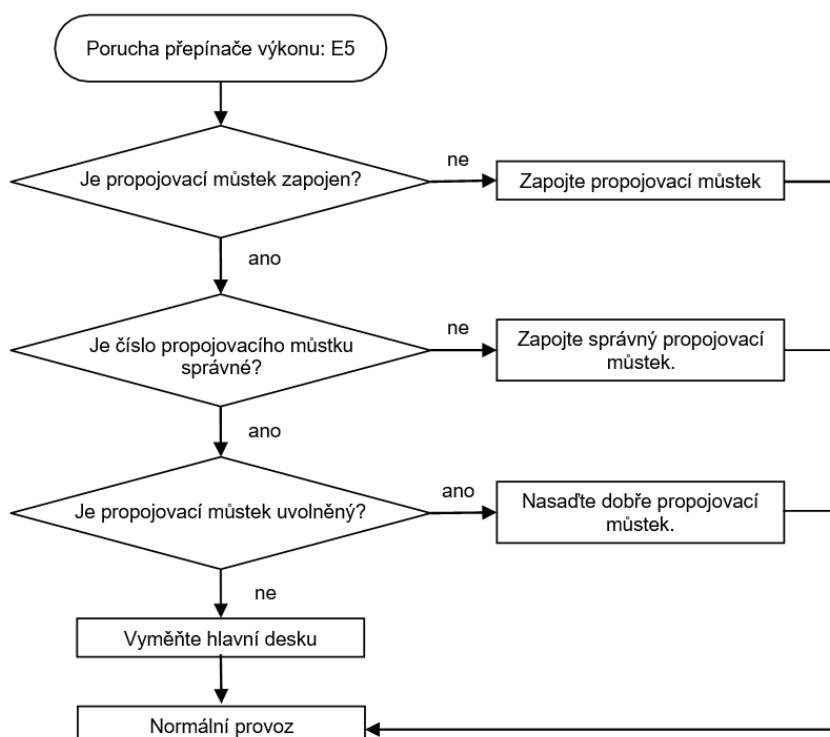 Porucha přepínače výkonu: E5
Je propojovací můstek zapojen?
ne
Zapojte propojovací můstek
ano
Je číslo propojovacího můstku
správné?
ne
Zapojte správný propojovací
můstek.
ano
Je propojovací můstek uvolněný?
ano
Nasaďte dobře propojovací
můstek.
ne
Vyměňte hlavní desku
Normální provoz